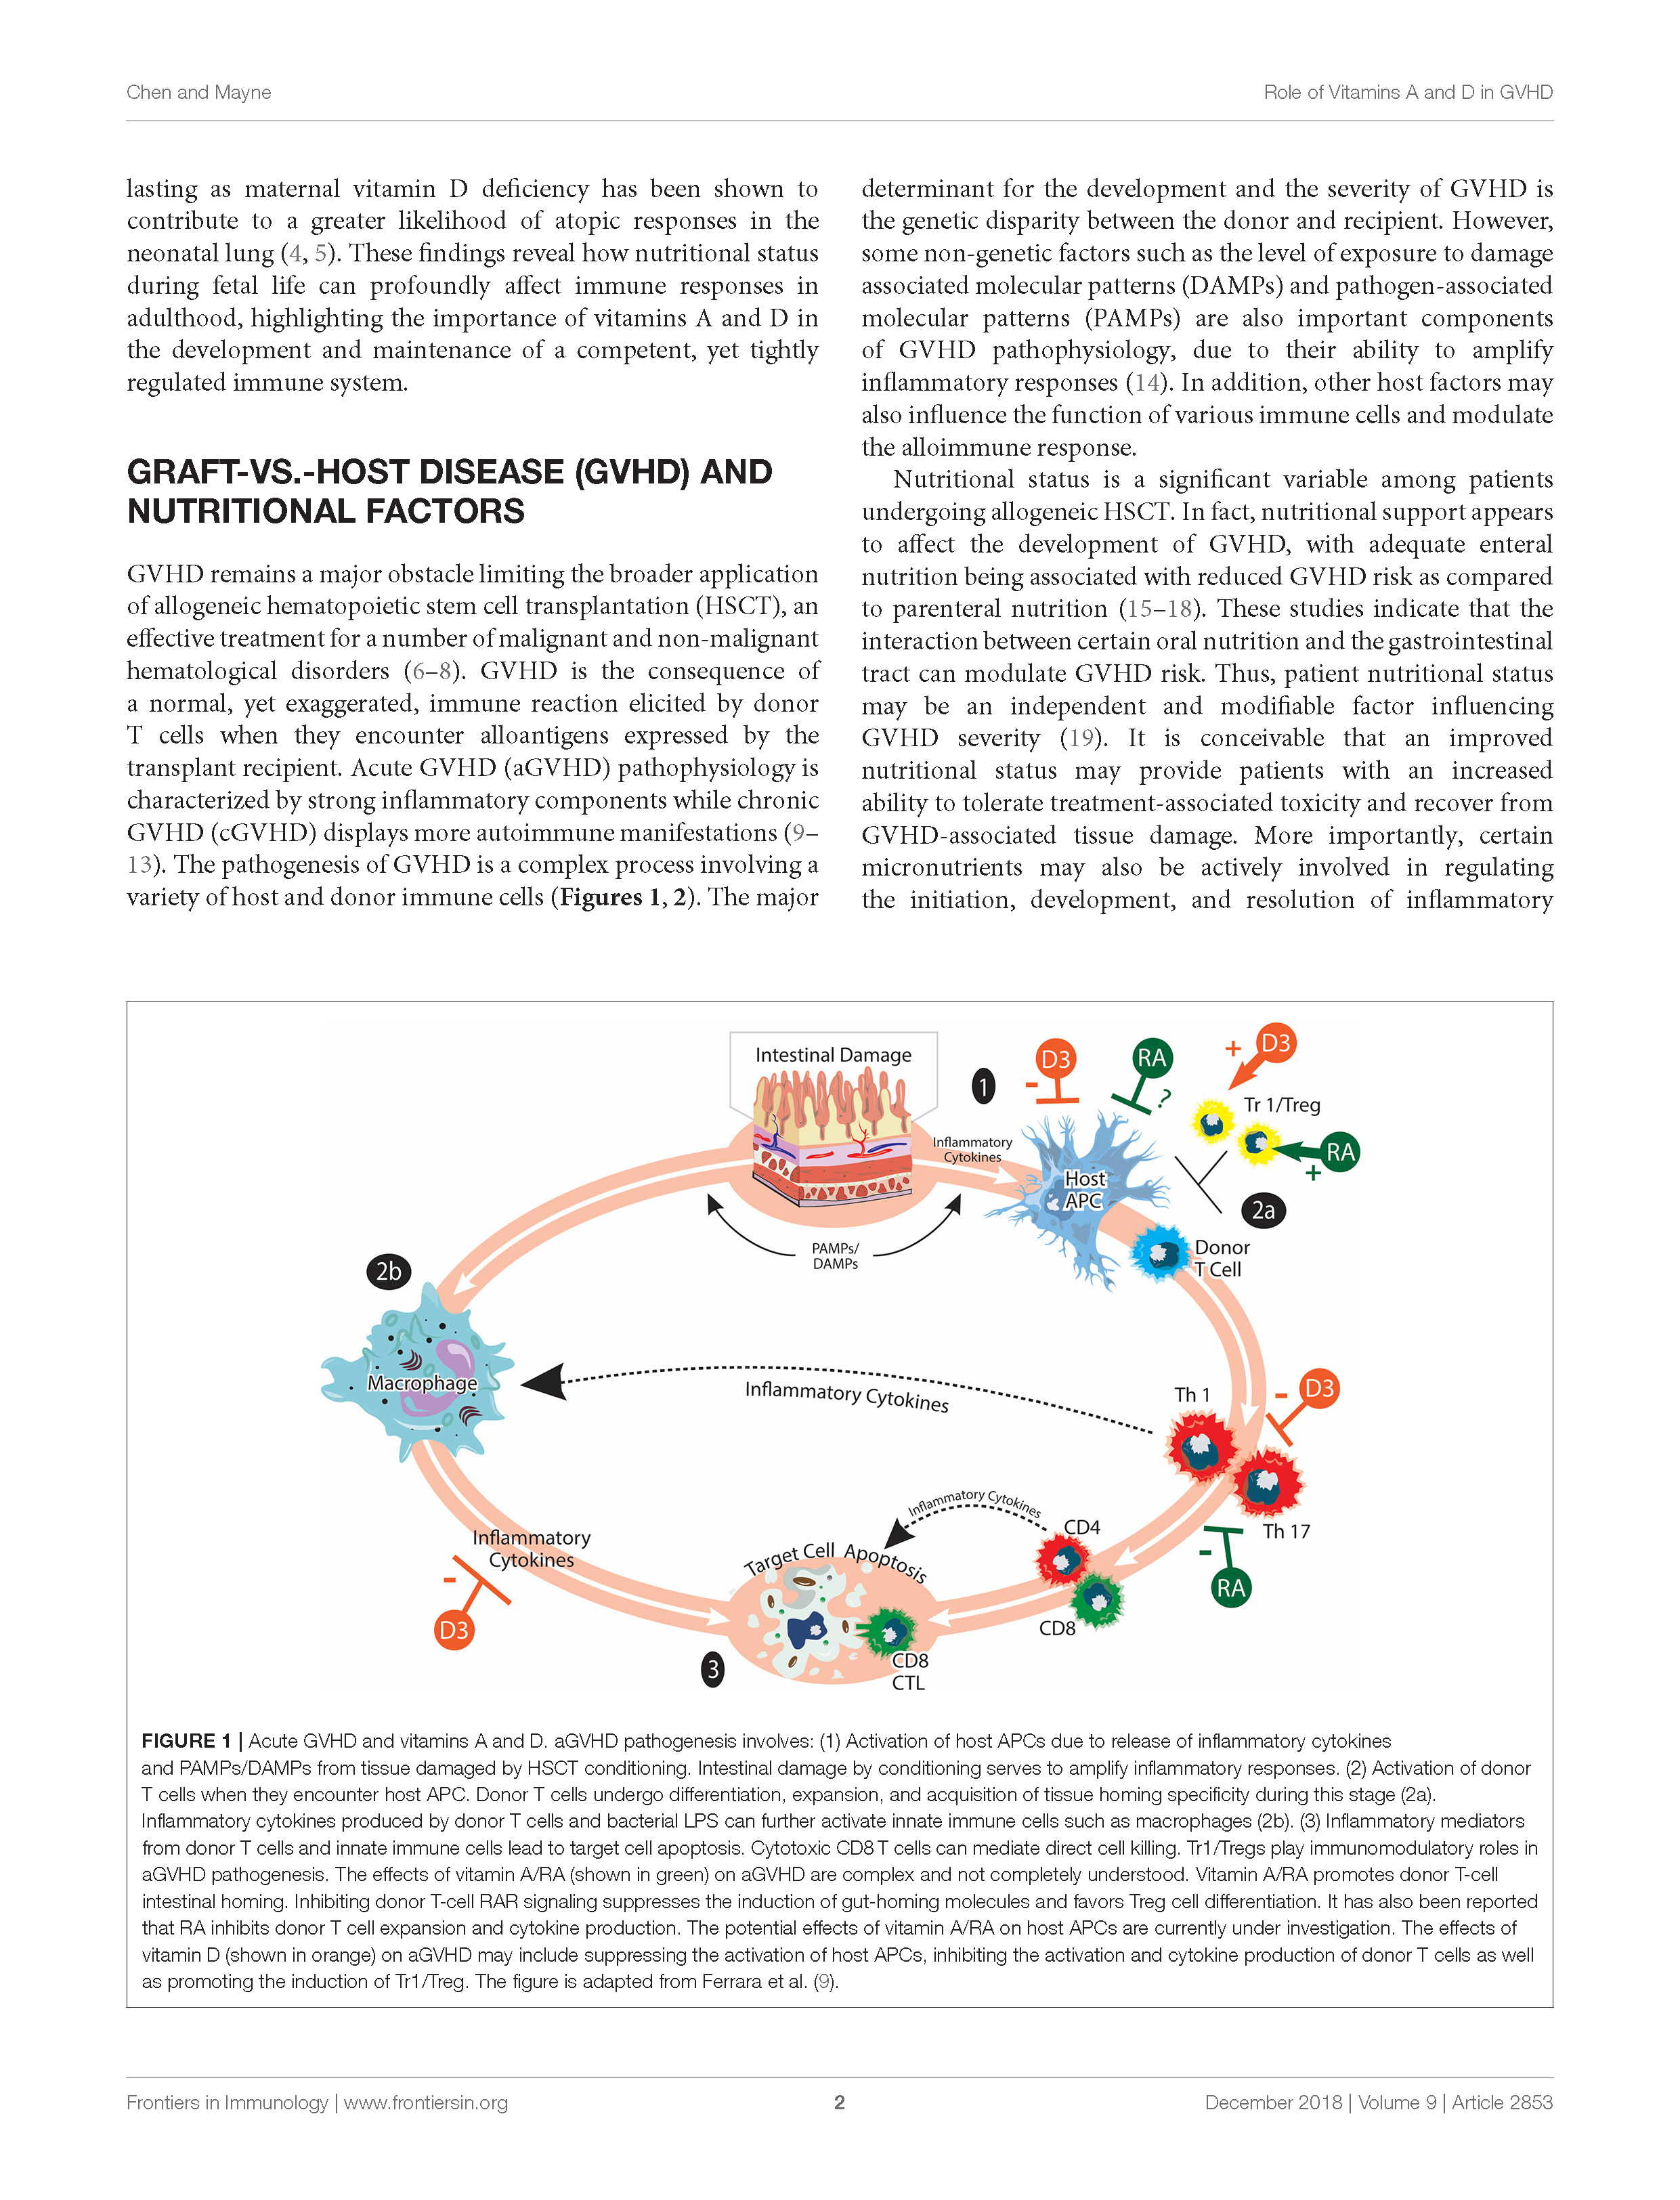 Chen and Mayne
Role of Vitamins A and D in GVHD
lasting as maternal vitamin D deficiency has been shown to
contribute to a greater likelihood of atopic responses in the
neonatal lung (4, 5). These findings reveal how nutritional status
during fetal life can profoundly affect immune responses in
adulthood, highlighting the importance of vitamins A and D in
the development and maintenance of a competent, yet tightly
regulated immune system.
GRAFT-VS.-HOST DISEASE (GVHD) AND
NUTRITIONAL FACTORS
GVHD remains a major obstacle limiting the broader application
of allogeneic hematopoietic stem cell transplantation (HSCT), an
effective treatment for a number of malignant and non-malignant
hematological disorders (6–8). GVHD is the consequence of
a normal, yet exaggerated, immune reaction elicited by donor
T cells when they encounter alloantigens expressed by the
transplant recipient. Acute GVHD (aGVHD) pathophysiology is
characterized by strong inflammatory components while chronic
GVHD (cGVHD) displays more autoimmune manifestations (9–
13). The pathogenesis of GVHD is a complex process involving a
variety of host and donor immune cells (Figures 1, 2). The major
determinant for the development and the severity of GVHD is
the genetic disparity between the donor and recipient. However,
some non-genetic factors such as the level of exposure to damage
associated molecular patterns (DAMPs) and pathogen-associated
molecular patterns (PAMPs) are also important components
of GVHD pathophysiology, due to their ability to amplify
inflammatory responses (14). In addition, other host factors may
also influence the function of various immune cells and modulate
the alloimmune response.
Nutritional status is a significant variable among patients
undergoing allogeneic HSCT. In fact, nutritional support appears
to affect the development of GVHD, with adequate enteral
nutrition being associated with reduced GVHD risk as compared
to parenteral nutrition (15–18). These studies indicate that the
interaction between certain oral nutrition and the gastrointestinal
tract can modulate GVHD risk. Thus, patient nutritional status
may be an independent and modifiable factor influencing
GVHD severity (19). It is conceivable that an improved
nutritional status may provide patients with an increased
ability to tolerate treatment-associated toxicity and recover from
GVHD-associated tissue damage. More importantly, certain
micronutrients may also be actively involved in regulating
the initiation, development, and resolution of inflammatory
Intestinal Damage
1
D3
-
RA
?
+
D3
Tr 1/Treg
RA
+
Inflammatory
Cytokines
Host
APC
2a
PAMPs/
DAMPs
Donor
T Cell
2b
Macrophage
Inflammatory Cytokines
Th 1
-
D3
Th 17
-
RA
Inflammatory Cytokines
CD4
CD8
Inflammatory
Cytokines
-
D3
Target Cell Apoptosis
CD8
CTL
3
FIGURE 1 | Acute GVHD and vitamins A and D. aGVHD pathogenesis involves: (1) Activation of host APCs due to release of inflammatory cytokines
and PAMPs/DAMPs from tissue damaged by HSCT conditioning. Intestinal damage by conditioning serves to amplify inflammatory responses. (2) Activation of donor
T cells when they encounter host APC. Donor T cells undergo differentiation, expansion, and acquisition of tissue homing specificity during this stage (2a).
Inflammatory cytokines produced by donor T cells and bacterial LPS can further activate innate immune cells such as macrophages (2b). (3) Inflammatory mediators
from donor T cells and innate immune cells lead to target cell apoptosis. Cytotoxic CD8 T cells can mediate direct cell killing. Tr1/Tregs play immunomodulatory roles in
aGVHD pathogenesis. The effects of vitamin A/RA (shown in green) on aGVHD are complex and not completely understood. Vitamin A/RA promotes donor T-cell
intestinal homing. Inhibiting donor T-cell RAR signaling suppresses the induction of gut-homing molecules and favors Treg cell differentiation. It has also been reported
that RA inhibits donor T cell expansion and cytokine production. The potential effects of vitamin A/RA on host APCs are currently under investigation. The effects of
vitamin D (shown in orange) on aGVHD may include suppressing the activation of host APCs, inhibiting the activation and cytokine production of donor T cells as well
as promoting the induction of Tr1/Treg. The figure is adapted from Ferrara et al. (9).
Frontiers in Immunology | www.frontiersin.org
2
December 2018 | Volume 9 | Article 2853